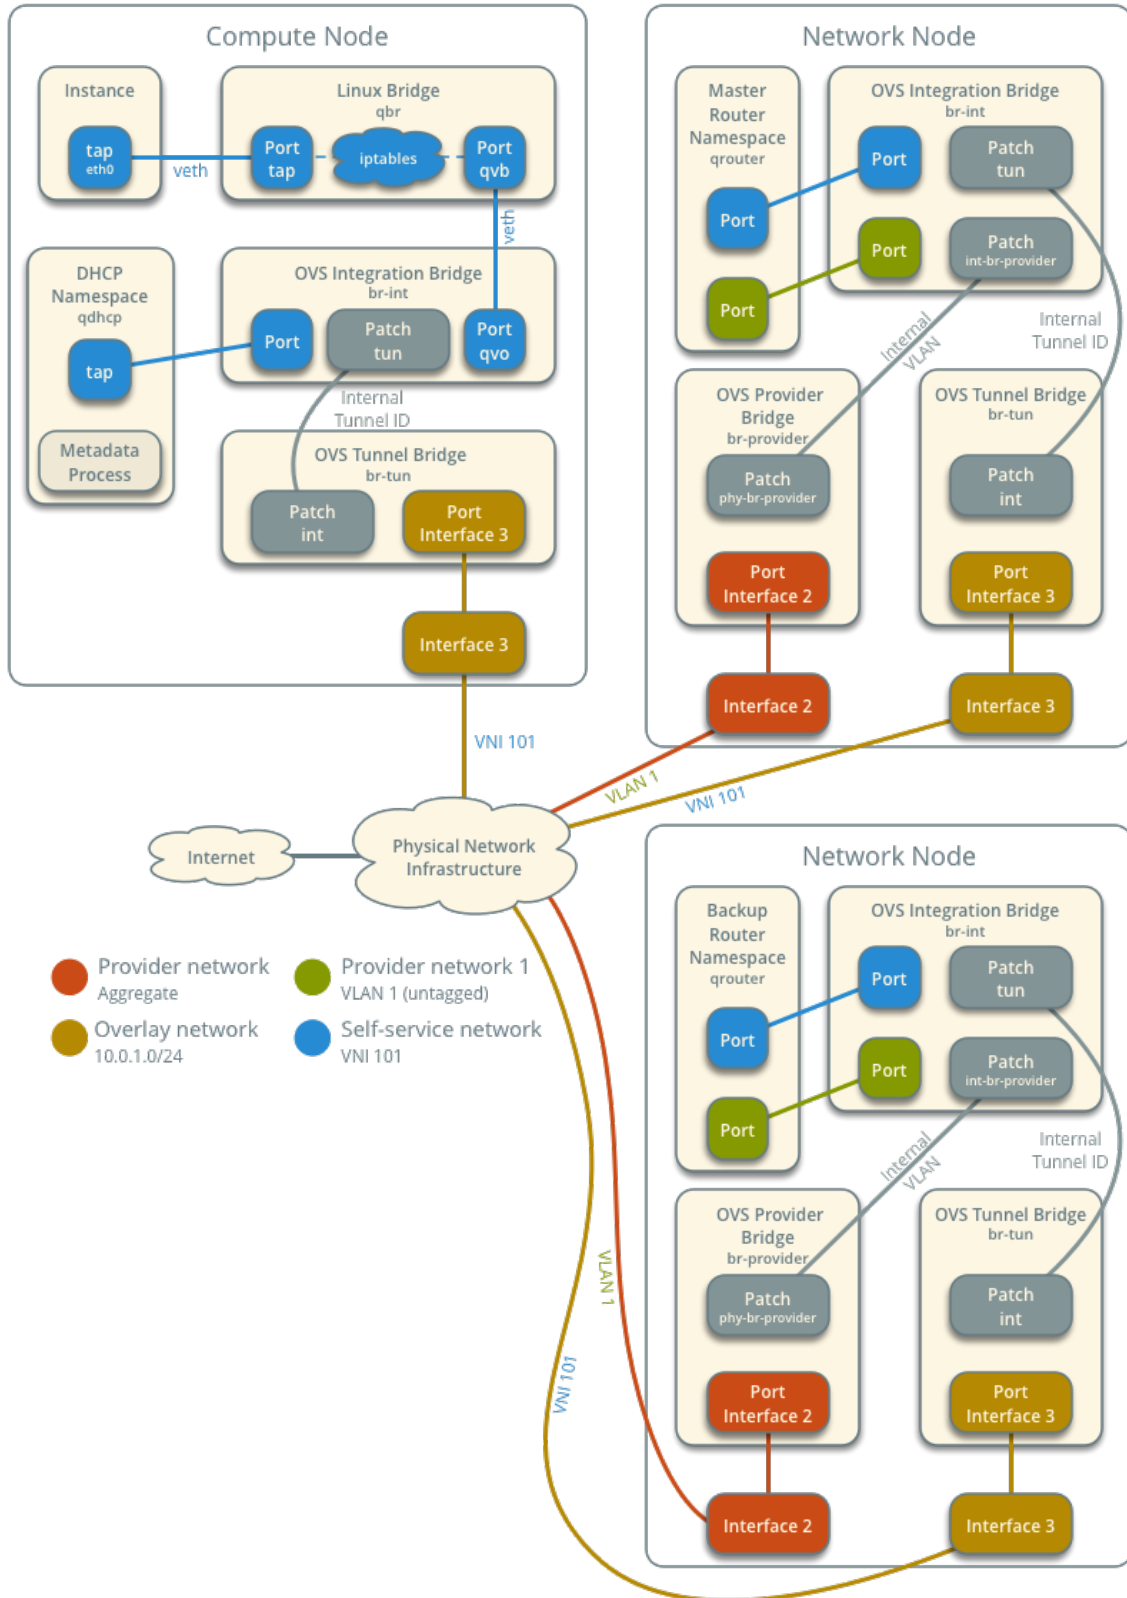 Compute Node
Instance
tap
eth0
veth
Linux Bridge
qbr
Port
tap
iptables
Port
qvb
veth
DHCP
Namespace
qdhcp
tap
Metadata
Process
OVS Integration Bridge
br-int
Port
Patch
tun
Port
qvo
Internal
Tunnel ID
OVS Tunnel Bridge
br-tun
Patch
int
Port
Interface 3
Interface 3
VNI 101
Network Node
Master
Router
Namespace
qrouter
Port
Port
OVS Integration Bridge
br-int
Port
Patch
tun
Port
Patch
int-br-provider
Internal
VLAN
Internal
Tunnel ID
OVS Provider
Bridge
br-provider
Patch
phy-br-provider
Port
Interface 2
Interface 2
OVS Tunnel Bridge
br-tun
Patch
int
Port
Interface 3
Interface 3
VLAN 1
VNI 101
Internet
Physical Network
Infrastructure
Provider network
Aggregate
Provider network 1
VLAN 1 (untagged)
Overlay network
10.0.1.0/24
Self-service network
VNI 101
Network Node
Backup
Router
Namespace
qrouter
Port
Port
OVS Integration Bridge
br-int
Port
Patch
tun
Port
Patch
int-br-provider
Internal
VLAN
Internal
Tunnel ID
OVS Provider
Bridge
br-provider
Patch
phy-br-provider
Port
Interface 2
Interface 2
OVS Tunnel Bridge
br-tun
Patch
int
Port
Interface 3
Interface 3
VLAN 1
VNI 101